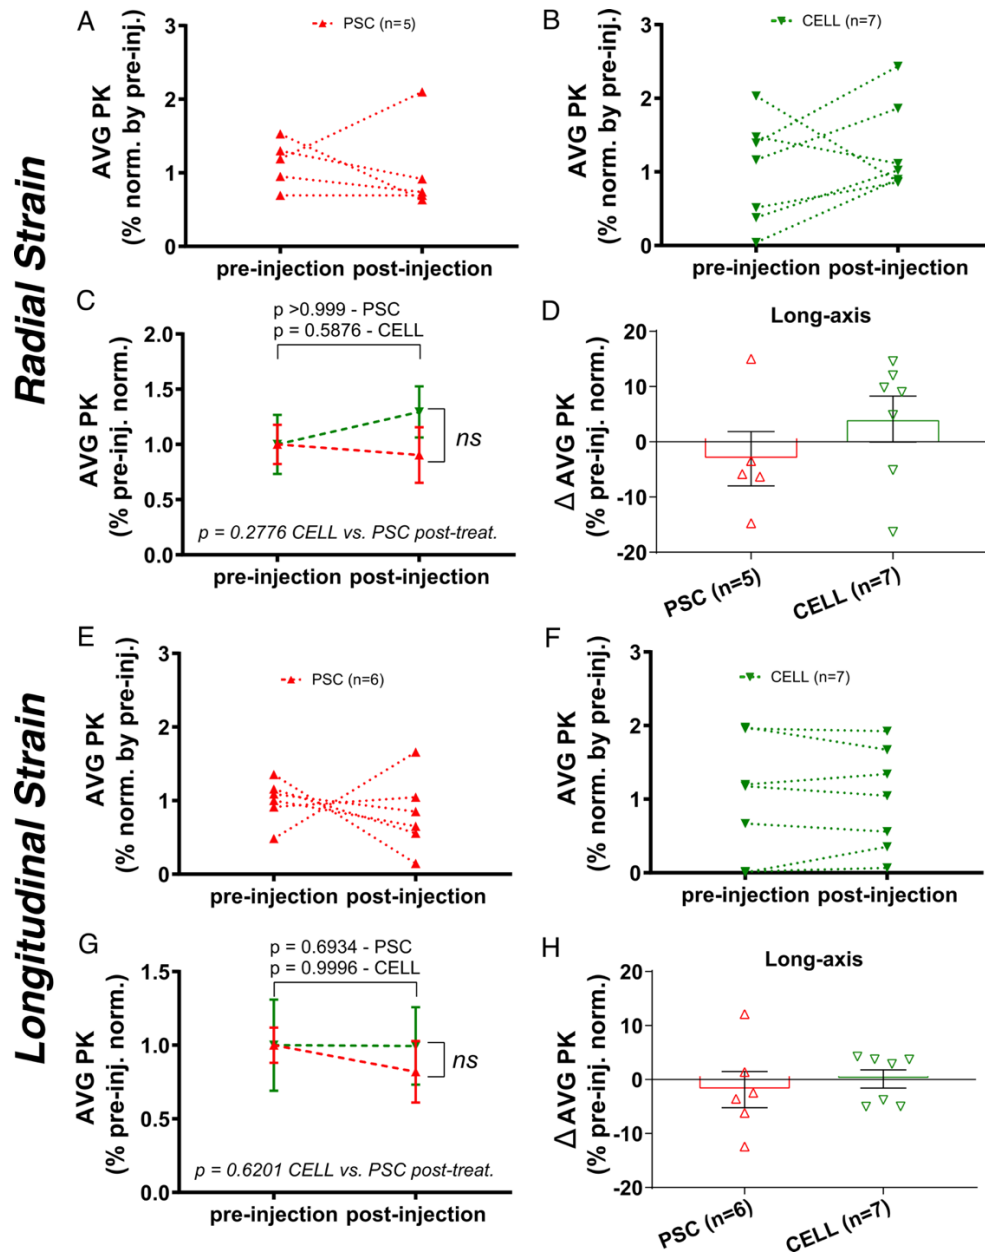 Radial Strain
A
PSC (n=5)
AVG PK
(% norm. by pre-inj.)
3
2
1
0
pre-injection post-injection
B
CELL (n=7)
AVG PK
(% norm. by pre-inj.)
3
2
1
0
pre-injection post-injection
C
p >0.999 - PSC
p = 0.5876 - CELL
AVG PK
(% pre-inj. norm.)
2.0
1.5
1.0
0.5
0.0
ns
p = 0.2776 CELL vs. PSC post-treat.
pre-injection post-injection
D
Long-axis
Δ AVG PK
(% pre-inj. norm.)
20
10
0
-10
-20
PSC (n=5)
CELL (n=7)
Longitudinal Strain
E
PSC (n=6)
AVG PK
(% norm. by pre-inj.)
3
2
1
0
pre-injection post-injection
F
CELL (n=7)
AVG PK
(% norm. by pre-inj.)
3
2
1
0
pre-injection post-injection
G
p = 0.6934 - PSC
p = 0.9996 - CELL
AVG PK
(% pre-inj. norm.)
1.5
1.0
0.5
0.0
ns
p = 0.6201 CELL vs. PSC post-treat.
pre-injection post-injection
H
Long-axis
Δ AVG PK
(% pre-inj. norm.)
20
10
0
-10
-20
PSC (n=6)
CELL (n=7)